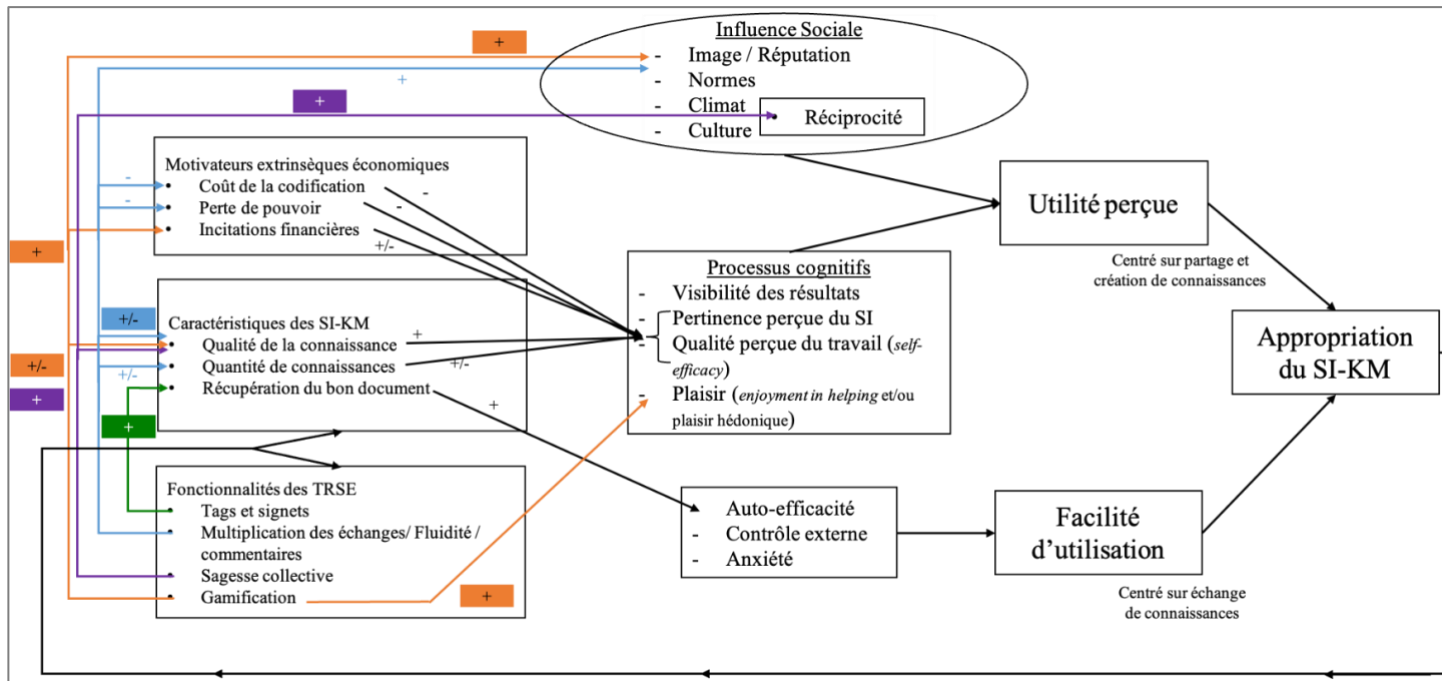 Influence Sociale
- Image / Réputation
- Normes
- Climat
- Culture
• Réciprocité
+
+
+
Motivateurs extrinsèques économiques
• Coût de la codification
• Perte de pouvoir
• Incitations financières
-
-
-
-
+/-
+
Utilité perçue
Centré sur partage et
création de connaissances
Processus cognitifs
- Visibilité des résultats
- Pertinence perçue du SI
- Qualité perçue du travail (self-
efficacy)
- Plaisir (enjoyment in helping et/ou
plaisir hédonique)
Caractéristiques des SI-KM
• Qualité de la connaissance
• Quantité de connaissances
• Récupération du bon document
+/-
+/-
+/-
+
+
+/-
+
+
Appropriation
du SI-KM
Fonctionnalités des TRSE
• Tags et signets
• Multiplication des échanges/ Fluidité /
commentaires
• Sagesse collective
• Gamification
+
- Auto-efficacité
- Contrôle externe
- Anxiété
Facilité
d’utilisation
Centré sur échange
de connaissances